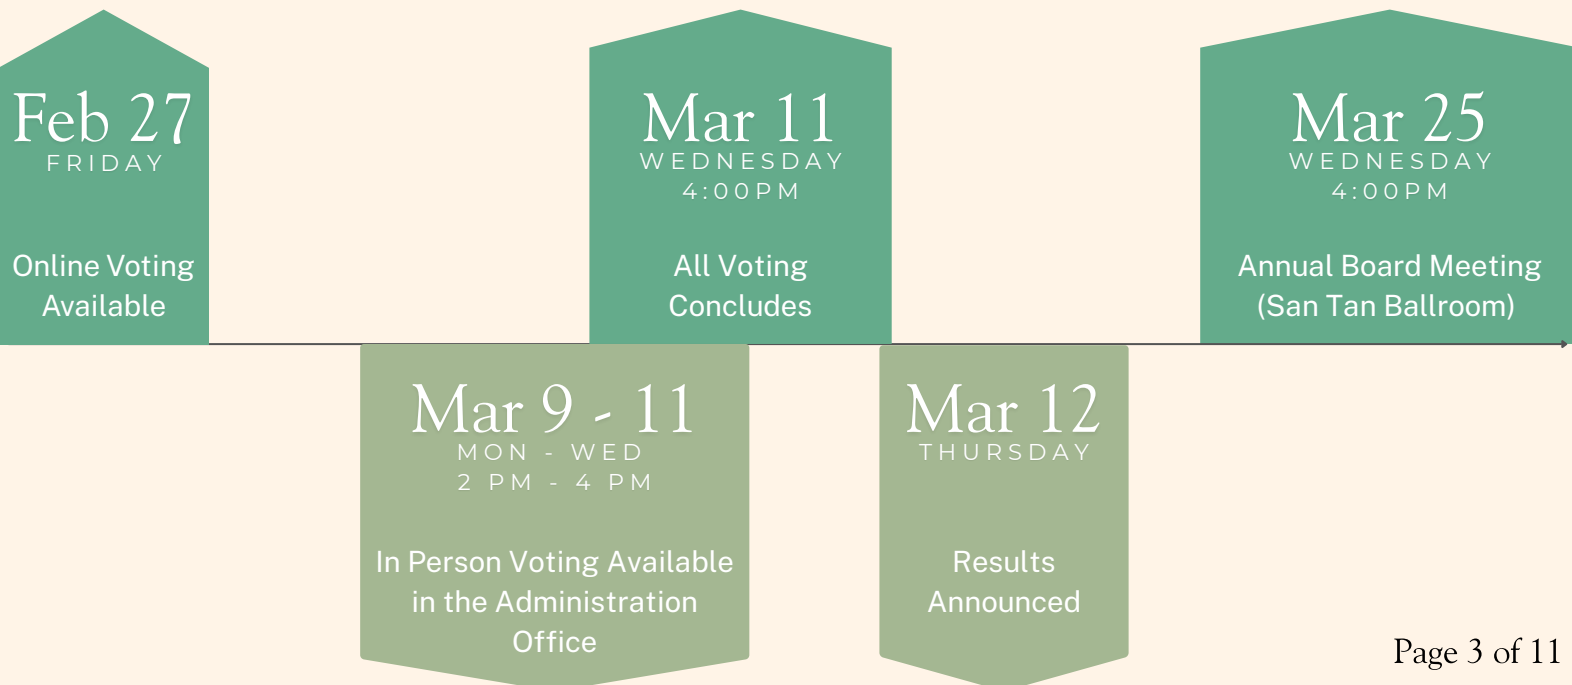 Feb 27
FRIDAY
Online Voting
Available
Mar 9 - 11
MON - WED
2 PM - 4 PM
In Person Voting Available
in the Administration
Office
Mar 11
WEDNESDAY
4:00PM
All Voting
Concludes
Mar 12
THURSDAY
Results
Announced
Mar 25
WEDNESDAY
4:00PM
Annual Board Meeting
(San Tan Ballroom)
Page 3 of 11